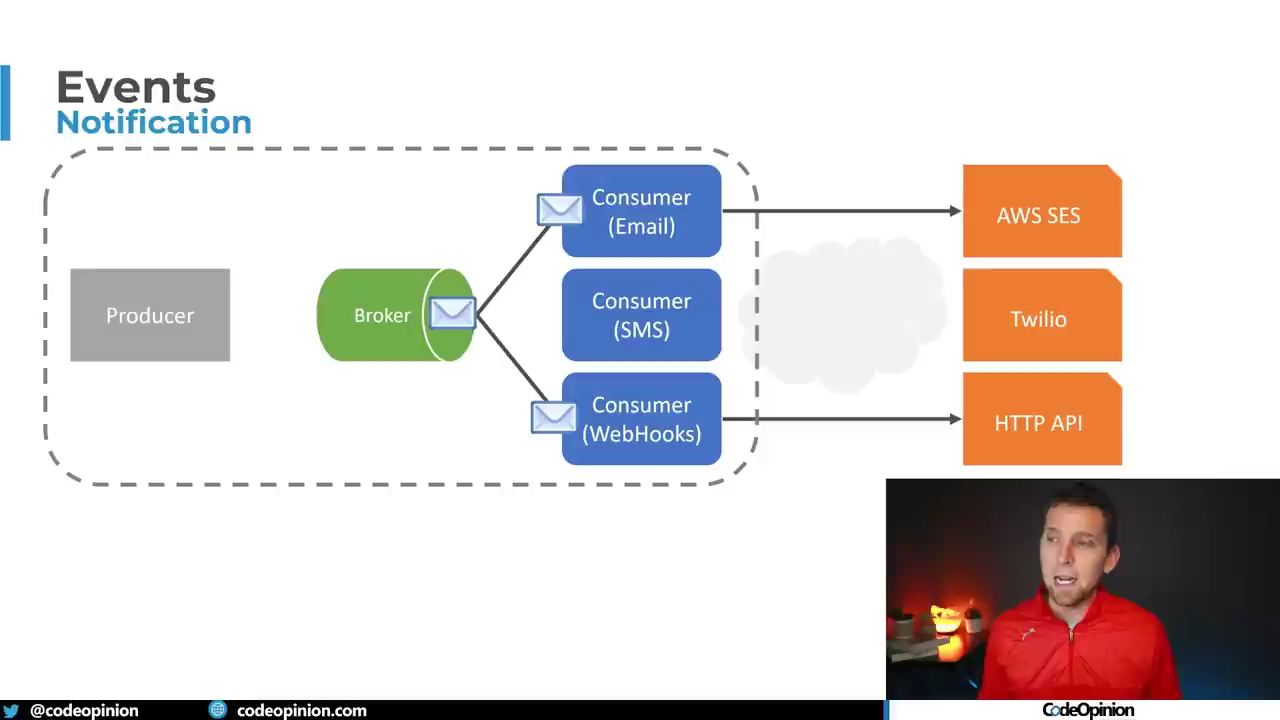 Events
Notification
Producer
Broker
Consumer
(Email)
Consumer
(SMS)
Consumer
(WebHooks)
AWS SES
Twilio
HTTP API
@codeopinion
codeopinion.com
CodeOpinion